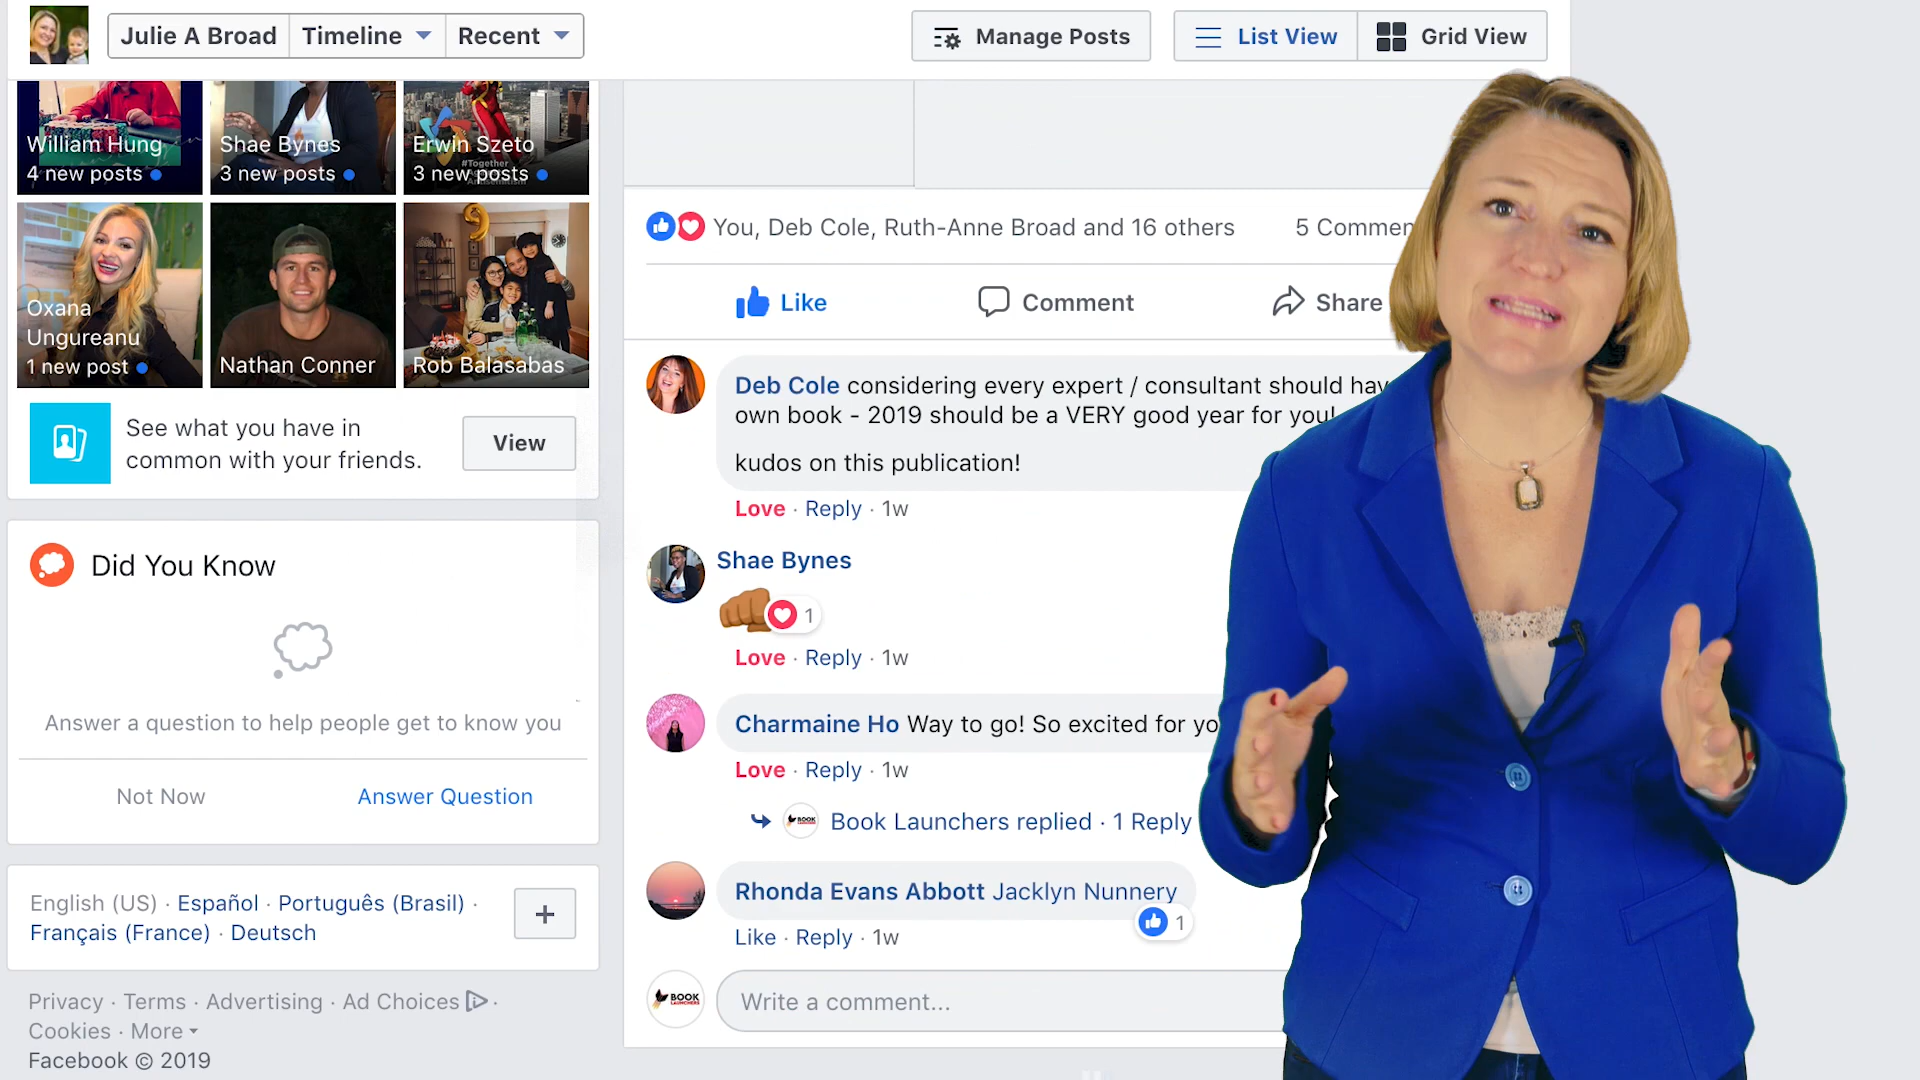 Julie A Broad
Timeline
Recent
Manage Posts
List View
Grid View
William Hung
4 new posts
Shae Bynes
3 new posts
#Together
Erwin Szeto
3 new posts
Oxana
Ungureanu
1 new post
Nathan Conner
Rob Balasabas
See what you have in
common with your friends.
View
Did You Know
Answer a question to help people get to know you
Not Now
Answer Question
English (US) · Español · Português (Brasil) ·
Français (France) · Deutsch
+
Privacy · Terms · Advertising · Ad Choices ·
Cookies · More
Facebook © 2019
You, Deb Cole, Ruth-Anne Broad and 16 others
5 Commen
Like
Comment
Share
Deb Cole considering every expert / consultant should hav
own book - 2019 should be a VERY good year for you!
kudos on this publication!
Love · Reply · 1w
Shae Bynes
1
Love · Reply · 1w
Charmaine Ho Way to go! So excited for yo
Love · Reply · 1w
BOOK
Book Launchers replied · 1 Reply
Rhonda Evans Abbott Jacklyn Nunnery
1
Like · Reply · 1w
BOOK
LAUNCHERS
Write a comment...